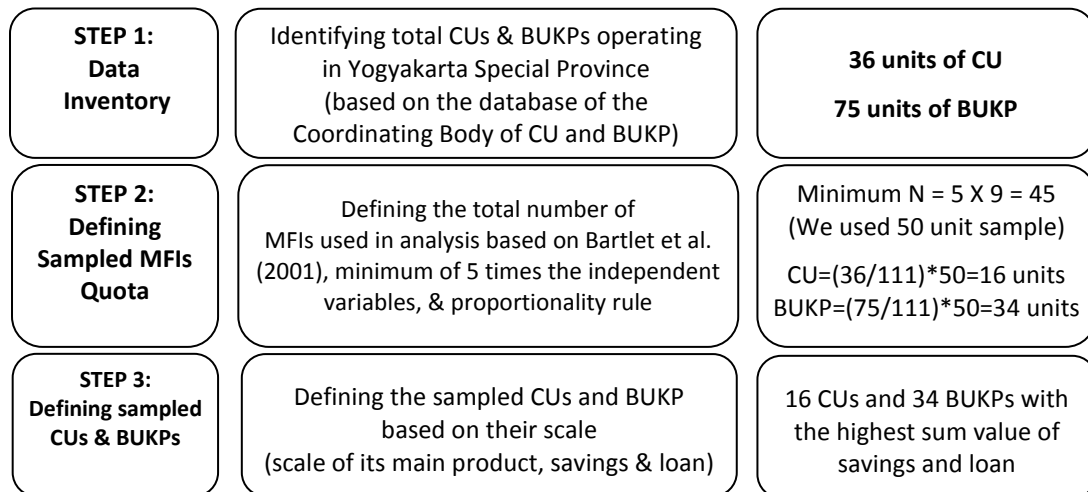 STEP 1:
Data
Inventory
Identifying total CUs & BUKPs operating
in Yogyakarta Special Province
(based on the database of the
Coordinating Body of CU and BUKP)
36 units of CU
75 units of BUKP
STEP 2:
Defining
Sampled MFIs
Quota
Defining the total number of
MFIs used in analysis based on Bartlet et al.
(2001), minimum of 5 times the independent
variables, & proportionality rule
Minimum N = 5 X 9 = 45
(We used 50 unit sample)
CU=(36/111)*50=16 units
BUKP=(75/111)*50=34 units
STEP 3:
Defining sampled
CUs & BUKPs
Defining the sampled CUs and BUKP
based on their scale
(scale of its main product, savings & loan)
16 CUs and 34 BUKPs with
the highest sum value of
savings and loan